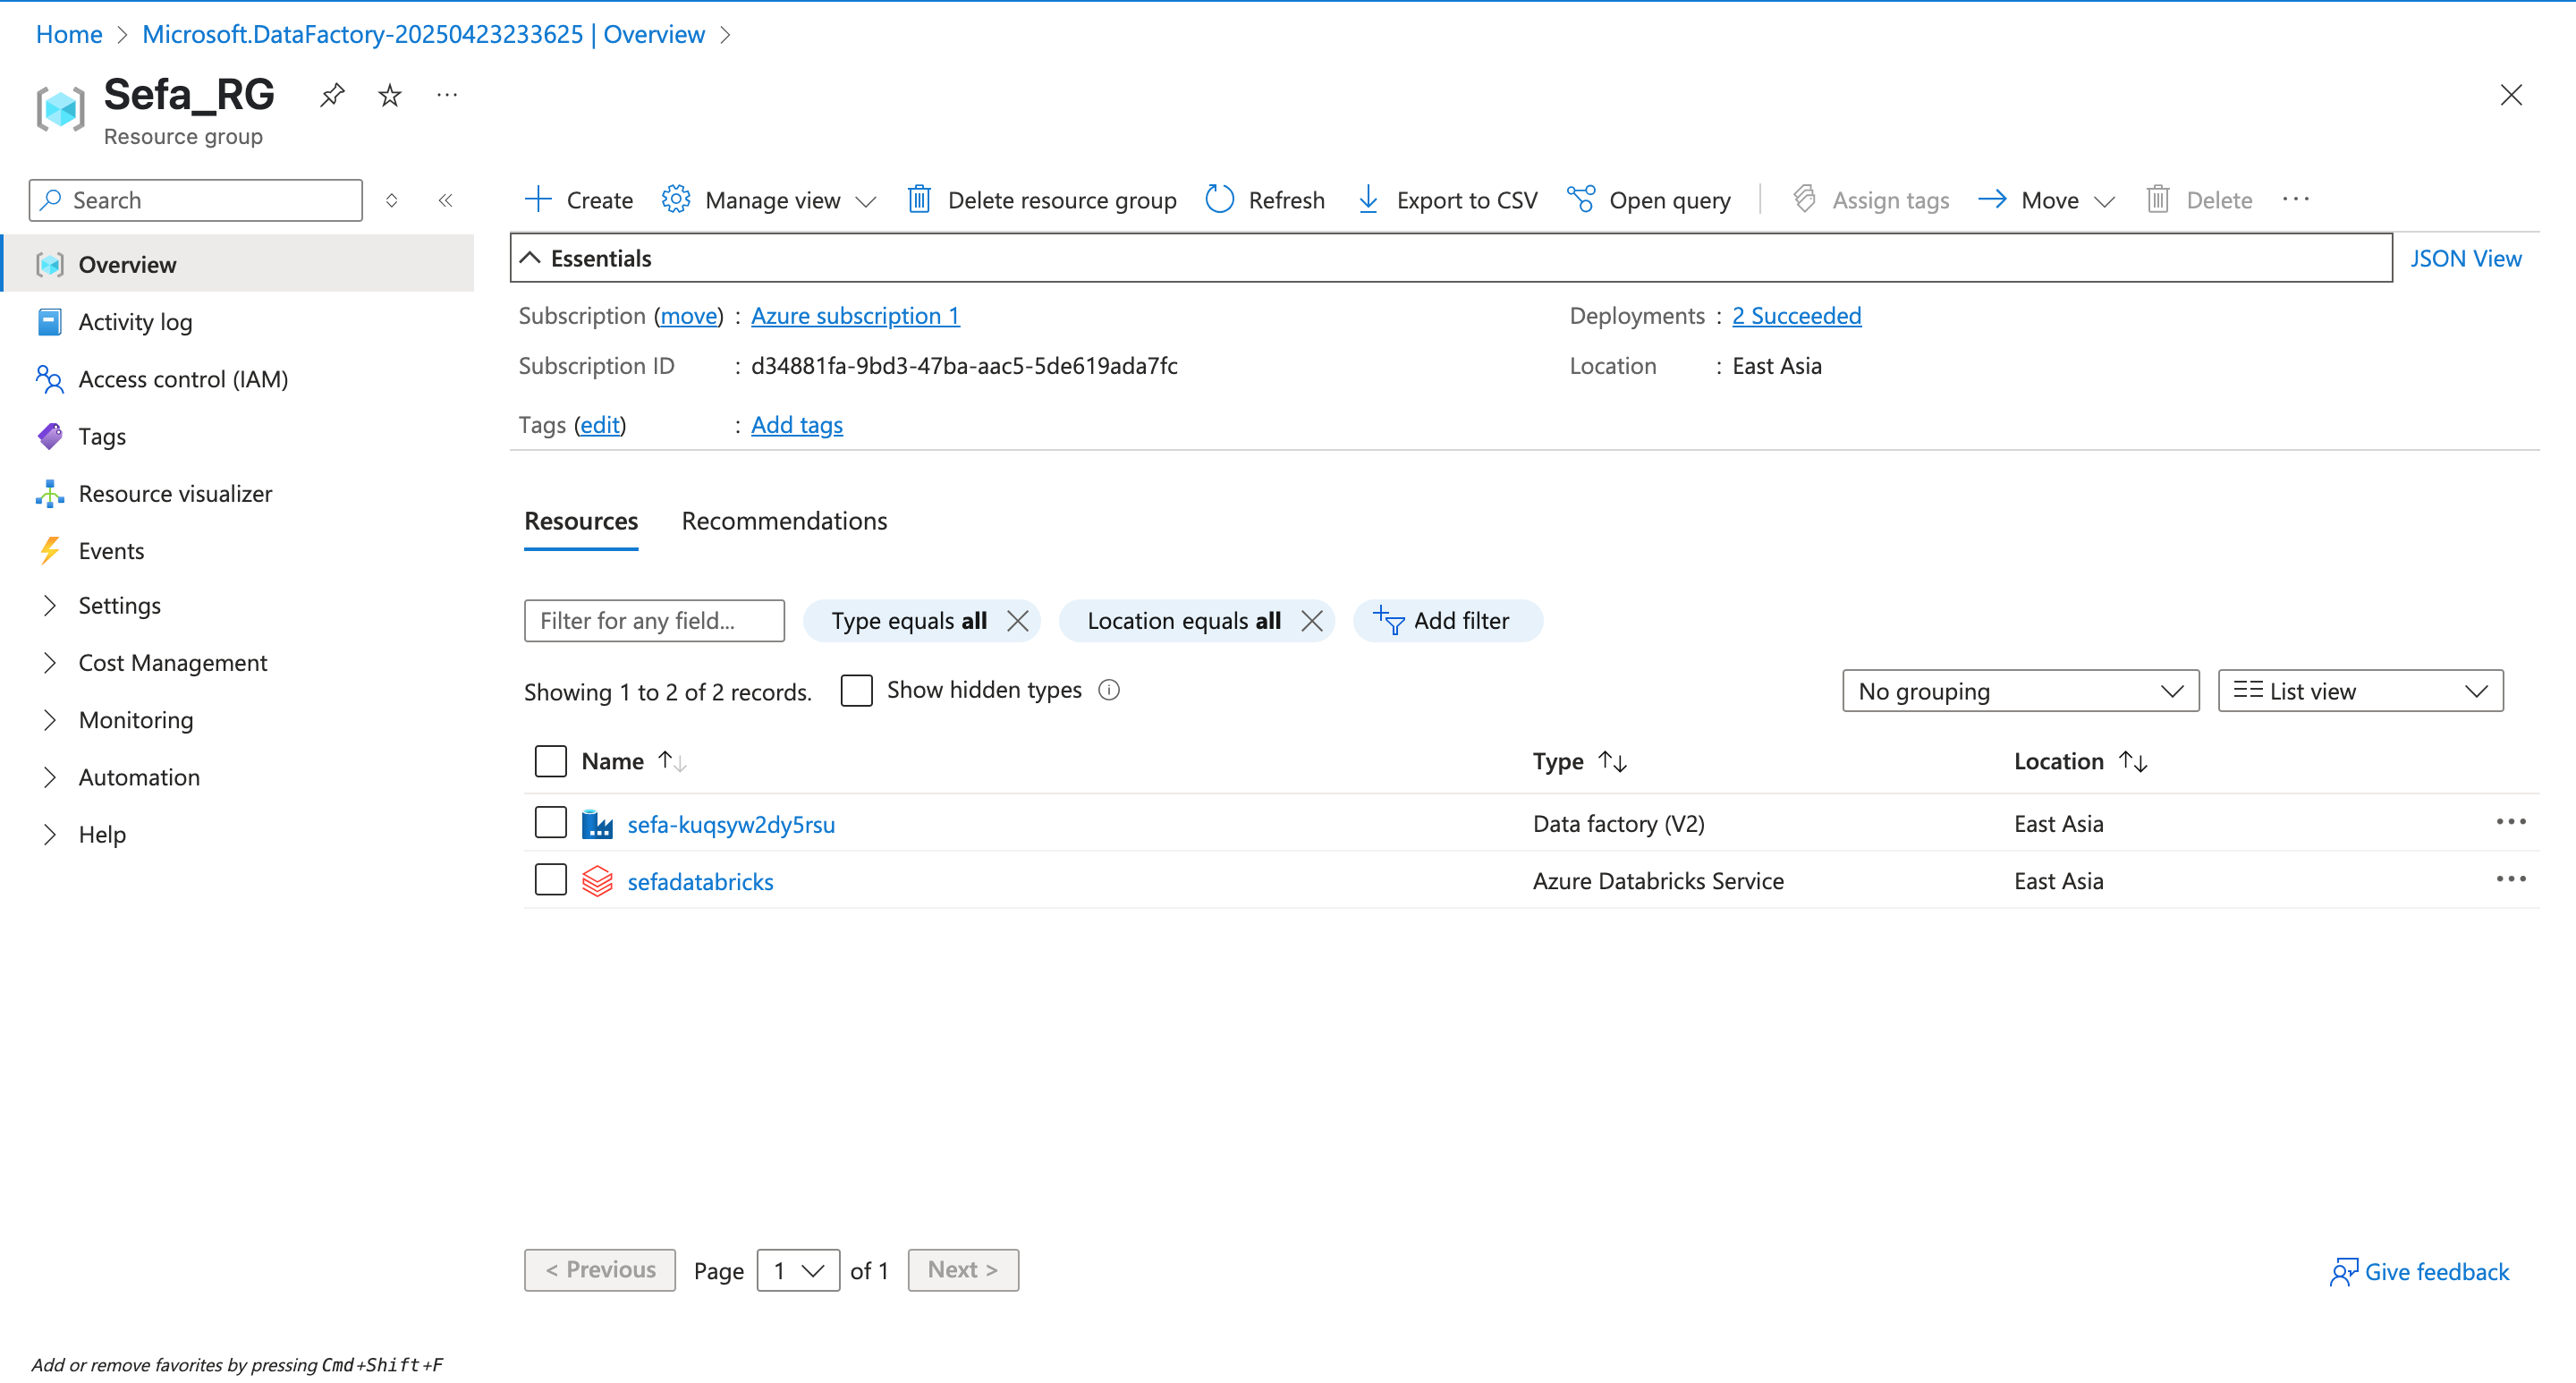 Home > Microsoft.DataFactory-20250423233625 | Overview >
Sefa_RG
Resource group
Search
Overview
Activity log
Access control (IAM)
Tags
Resource visualizer
Events
Settings
Cost Management
Monitoring
Automation
Help
Add or remove favorites by pressing Cmd+Shift+F
Create Manage view Delete resource group Refresh Export to CSV Open query Assign tags Move Delete
Essentials JSON View
Subscription (move) : Azure subscription 1 Deployments : 2 Succeeded
Subscription ID : d34881fa-9bd3-47ba-aac5-5de619ada7fc Location : East Asia
Tags (edit) : Add tags
Resources Recommendations
Filter for any field... Type equals all Location equals all Add filter
Showing 1 to 2 of 2 records. Show hidden types No grouping List view
Name Type Location
sefa-kuqsyw2dy5rsu Data factory (V2) East Asia
sefadatabricks Azure Databricks Service East Asia
< Previous Page 1 of 1 Next > Give feedback